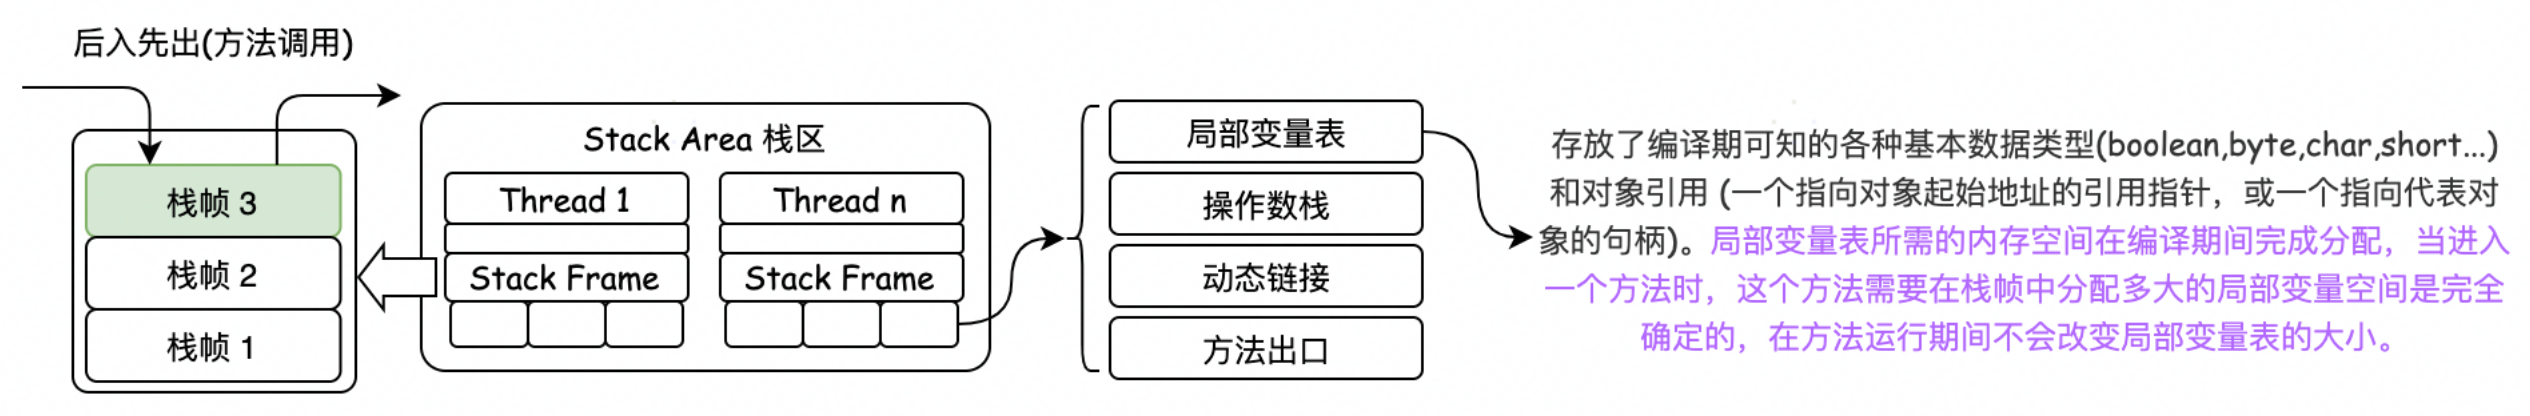 后入先出(方法调用)
栈帧 3
栈帧 2
栈帧 1
Stack Area 栈区
Thread 1
Stack Frame
Thread n
Stack Frame
局部变量表
操作数栈
动态链接
方法出口
存放了编译期可知的各种基本数据类型(boolean,byte,char,short...)
和对象引用 (一个指向对象起始地址的引用指针，或一个指向代表对
象的句柄)。局部变量表所需的内存空间在编译期间完成分配，当进入
一个方法时，这个方法需要在栈帧中分配多大的局部变量空间是完全
确定的，在方法运行期间不会改变局部变量表的大小。